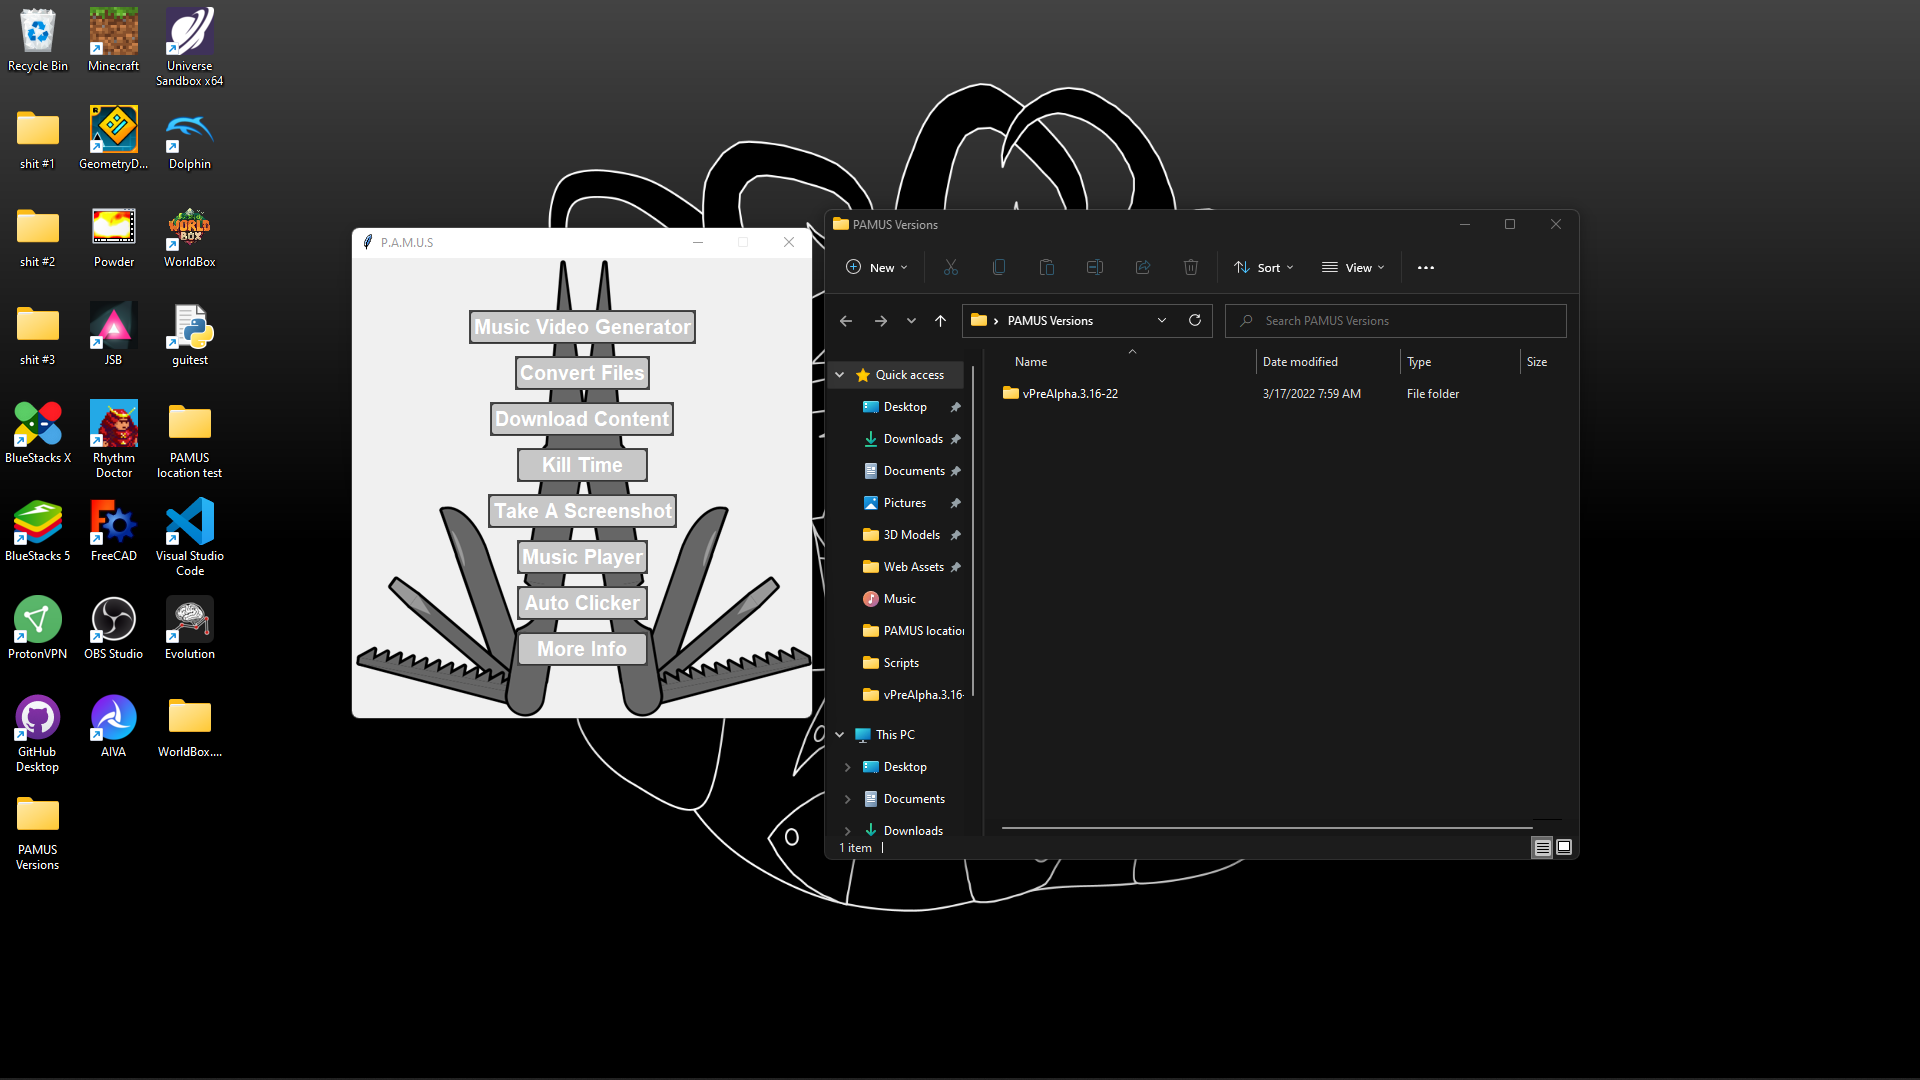 Recycle Bin
Minecraft
Universe
Sandbox x64
shit #1
GeometryD...
Dolphin
shit #2
Powder
WorldBox
shit #3
JSB
guitest
BlueStacks X
Rhythm
Doctor
PAMUS
location test
BlueStacks 5
FreeCAD
Visual Studio
Code
ProtonVPN
OBS Studio
Evolution
GitHub
Desktop
AIVA
WorldBox....
PAMUS
Versions
P.A.M.U.S
Music Video Generator
Convert Files
Download Content
Kill Time
Take A Screenshot
Music Player
Auto Clicker
More Info
PAMUS Versions
New
Sort
View
PAMUS Versions
Search PAMUS Versions
Name
Date modified
Type
Size
vPreAlpha.3.16-22
3/17/2022 7:59 AM
File folder
Quick access
Desktop
Downloads
Documents
Pictures
3D Models
Web Assets
Music
PAMUS location
Scripts
vPreAlpha.3.16-
This PC
Desktop
Documents
Downloads
1 item
WORLD
BOX